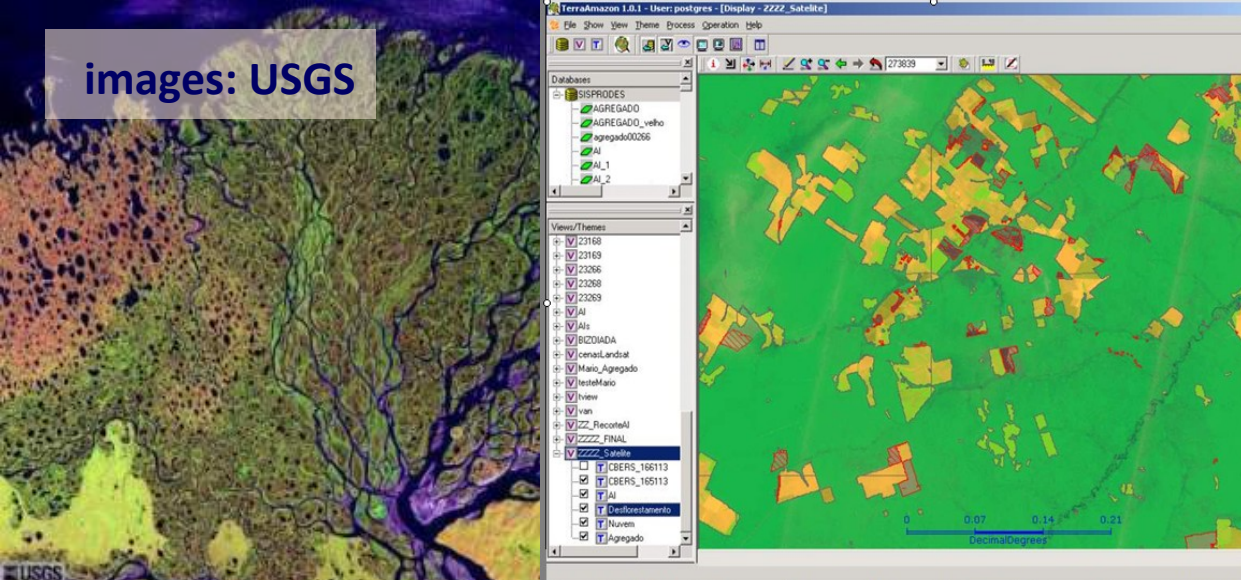 images: USGS
USGS
TerraAmazon 1.0.1 - User: postgres - [Display - ZZZZ_Satelite]
File Show View Theme Process Operation Help
273839
Databases
SISPRODES
AGREGADO
AGREGADO_velho
agregado00266
AI
AI_1
AI_2
Views/Themes
23168
23169
23266
23268
23269
AI
AIs
BIZOIADA
cenasLandsat
Mario_Agregado
testeMario
tview
van
ZZ_RecorteAI
ZZZZ_FINAL
ZZZZ_Satelite
CBERS_166113
CBERS_165113
AI
Desflorestamento
Nuvem
Agregado
0 0.07 0.14 0.21
DecimalDegrees